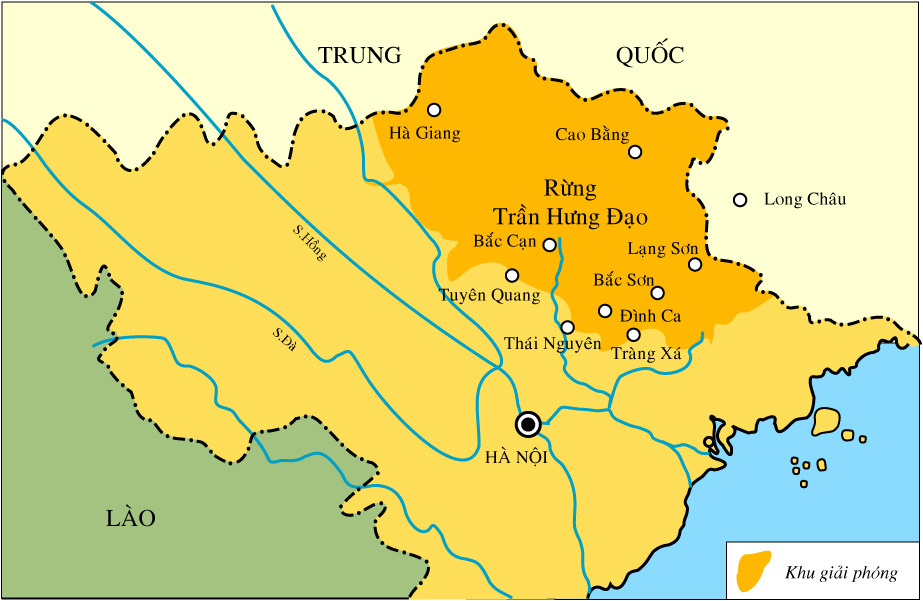 TRUNG QUỐC
Hà Giang
Cao Bằng
Rừng
Trần Hưng Đạo
Long Châu
Bắc Cạn
Lạng Sơn
S.Hồng
Bắc Sơn
Tuyên Quang
Đình Ca
S.Đà
Thái Nguyên
Tràng Xá
HÀ NỘI
LÀO
Khu giải phóng